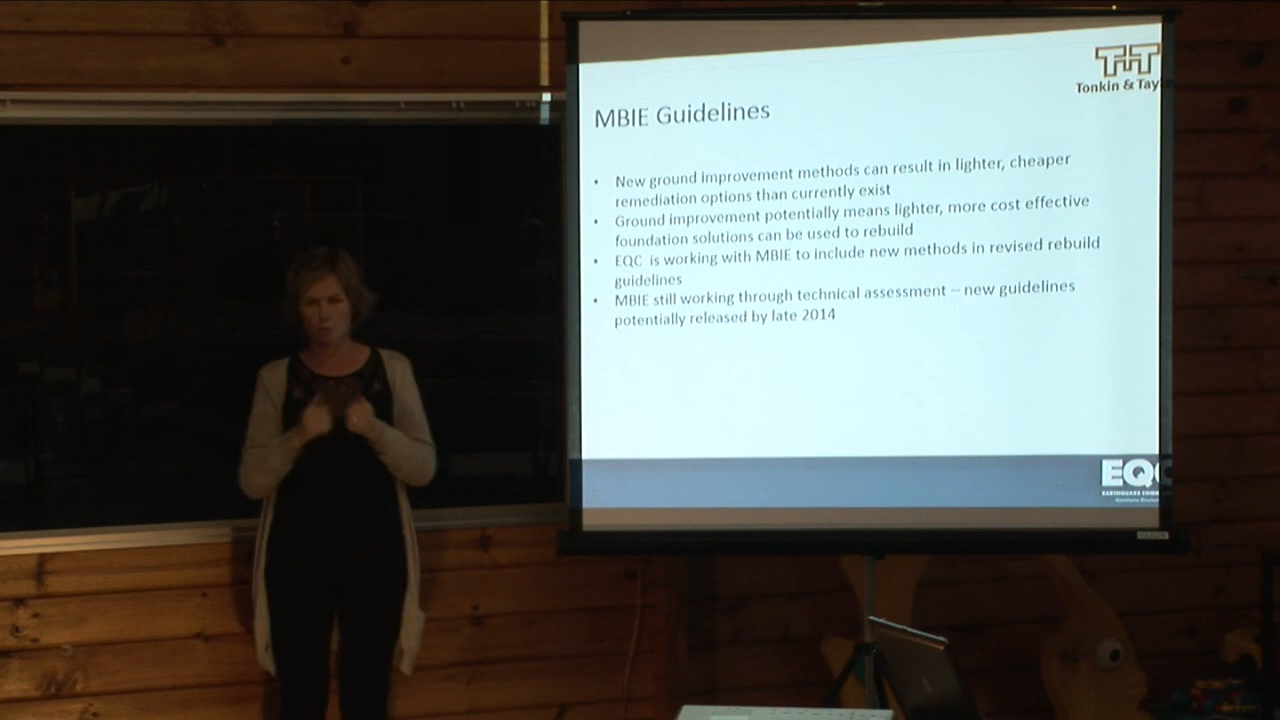 Tonkin & Tay
MBIE Guidelines
• New ground improvement methods can result in lighter, cheaper
remediation options than currently exist
• Ground improvement potentially means lighter, more cost effective
foundation solutions can be used to rebuild
• EQC is working with MBIE to include new methods in revised rebuild
guidelines
• MBIE still working through technical assessment – new guidelines
potentially released by late 2014
EQC